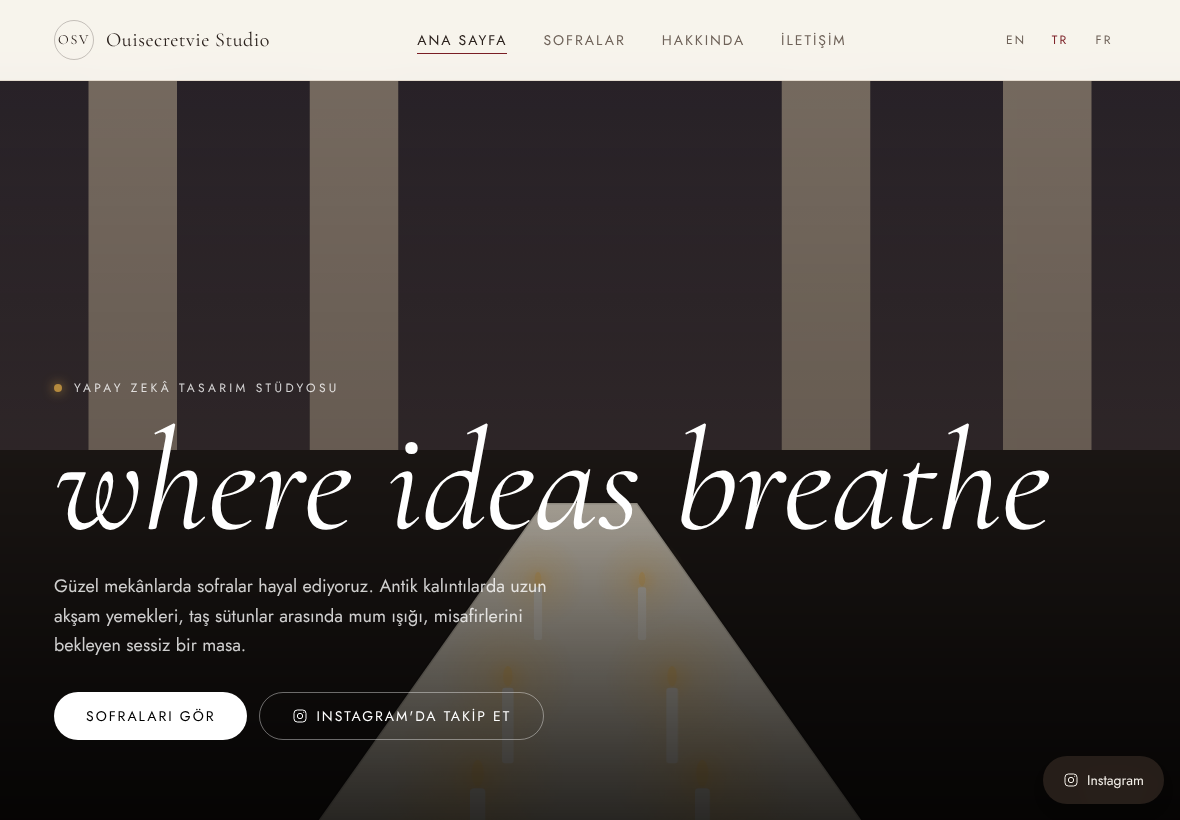 OSV Ouisecretvie Studio
ANA SAYFA SOFRALAR HAKKINDA İLETİŞİM
EN TR FR
YAPAY ZEKÂ TASARIM STÜDYOSU
where ideas breathe
Güzel mekânlarda sofralar hayal ediyoruz. Antik kalıntılarda uzun
akşam yemekleri, taş sütunlar arasında mum ışığı, misafirlerini
bekleyen sessiz bir masa.
SOFRALARI GÖR
INSTAGRAM'DA TAKİP ET
Instagram